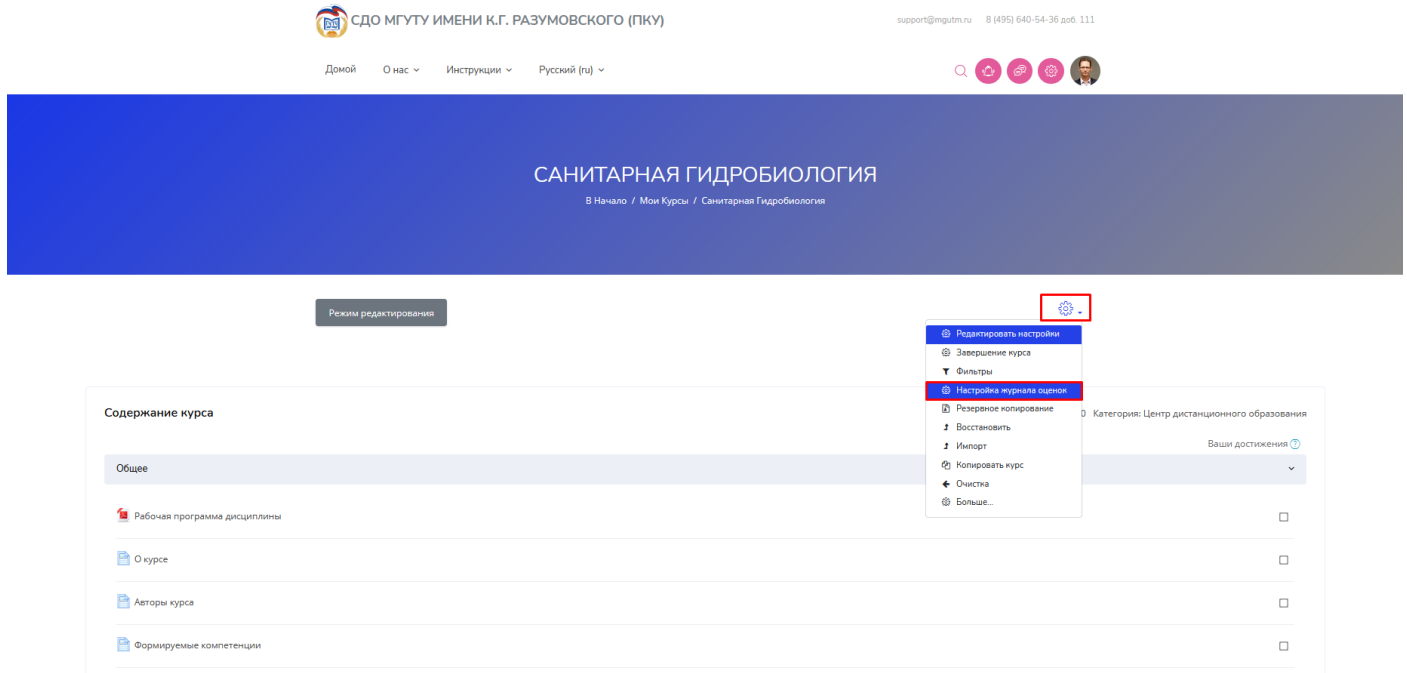 СДО МГУТУ ИМЕНИ К.Г. РАЗУМОВСКОГО (ПКУ)
support@mgutm.ru 8 (495) 640-54-36 доб. 111
Домой О нас Инструкции Русский (ru)
САНИТАРНАЯ ГИДРОБИОЛОГИЯ
В Начало / Мои Курсы / Санитарная Гидробиология
Режим редактирования
Редактировать настройки
Завершение курса
Фильтры
Настройка журнала оценок
Резервное копирование
Восстановить
Импорт
Копировать курс
Очистка
Больше...
Содержание курса
0 Категория: Центр дистанционного образования
Ваши достижения
Общее
Рабочая программа дисциплины
О курсе
Авторы курса
Формируемые компетенции